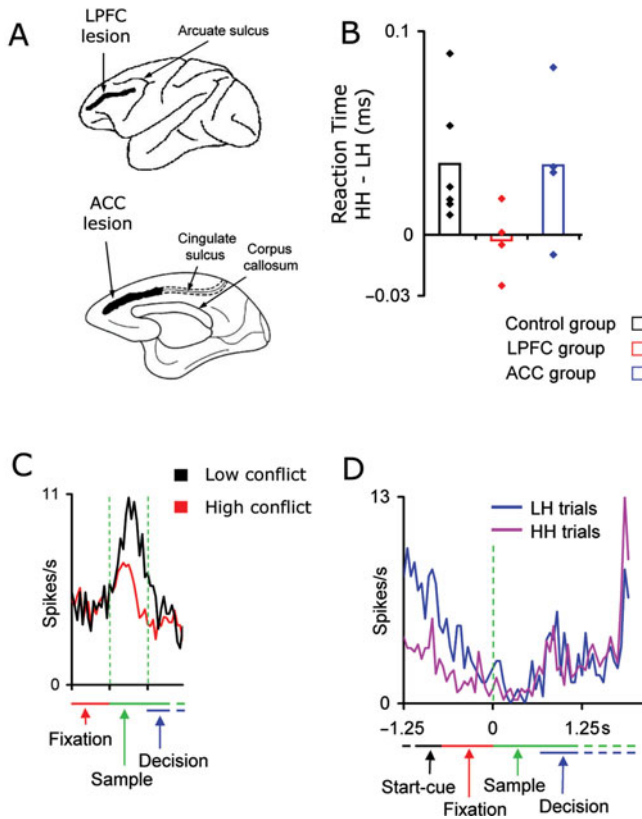 A
LPFC
lesion
Arcuate sulcus
ACC
lesion
Cingulate
sulcus
Corpus
callosum
B
Reaction Time
HH - LH (ms)
0.1
0
−0.03
Control group
LPFC group
ACC group
C
Low conflict
High conflict
Spikes/s
11
0
Fixation
Sample
Decision
D
LH trials
HH trials
Spikes/s
13
0
−1.25
0
1.25s
Start-cue
Fixation
Sample
Decision